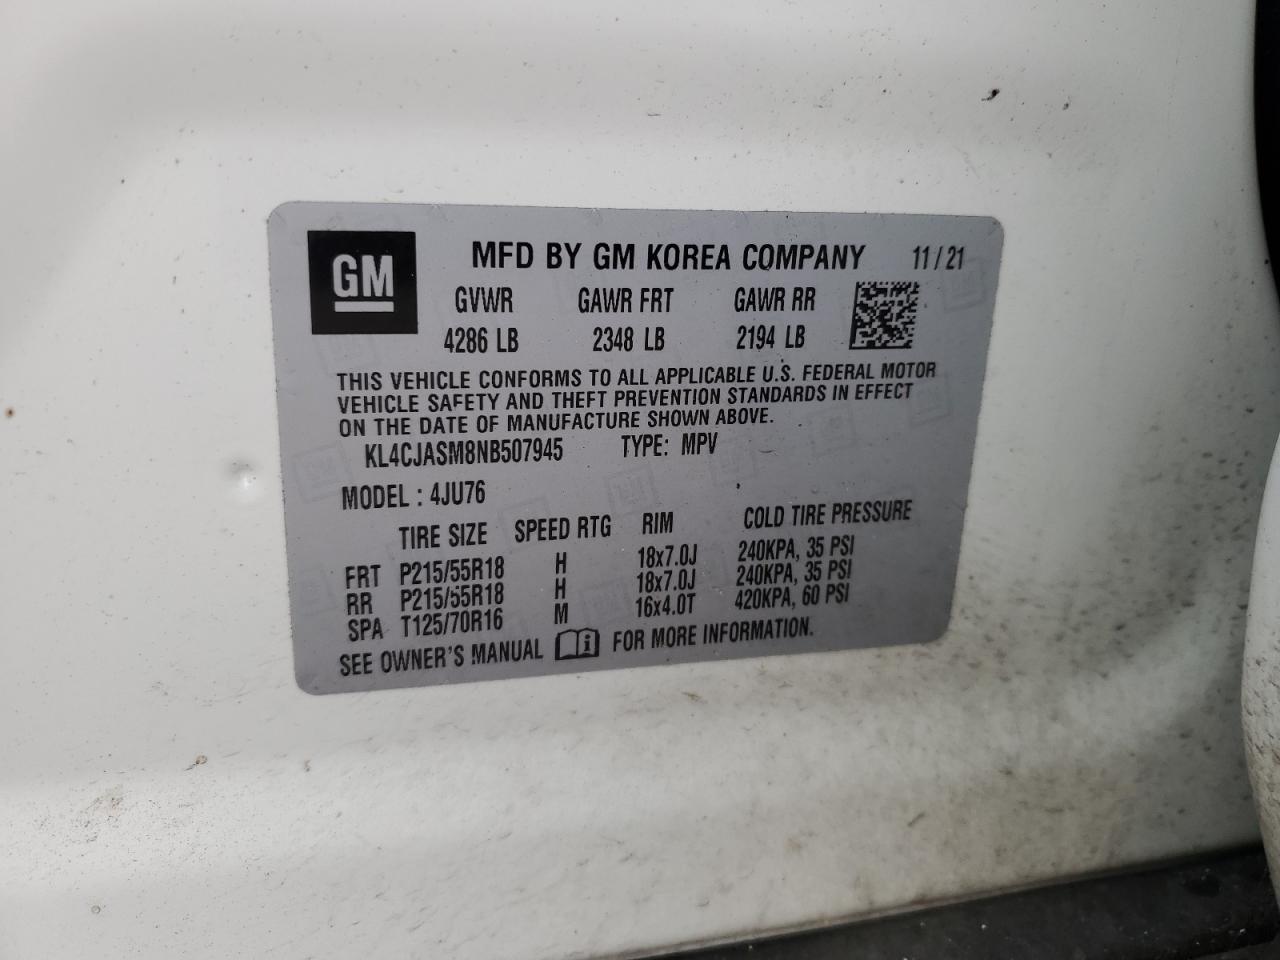 GM
MFD BY GM KOREA COMPANY 11/21
GVWR GAWR FRT GAWR RR
4286 LB 2348 LB 2194 LB
THIS VEHICLE CONFORMS TO ALL APPLICABLE U.S. FEDERAL MOTOR
VEHICLE SAFETY AND THEFT PREVENTION STANDARDS IN EFFECT
ON THE DATE OF MANUFACTURE SHOWN ABOVE.
KL4CJASM8NB507945 TYPE: MPV
MODEL : 4JU76
TIRE SIZE SPEED RTG RIM COLD TIRE PRESSURE
FRT P215/55R18 H 18x7.0J 240KPA, 35 PSI
RR P215/55R18 H 18x7.0J 240KPA, 35 PSI
SPA T125/70R16 M 16x4.0T 420KPA, 60 PSI
SEE OWNER'S MANUAL i FOR MORE INFORMATION.